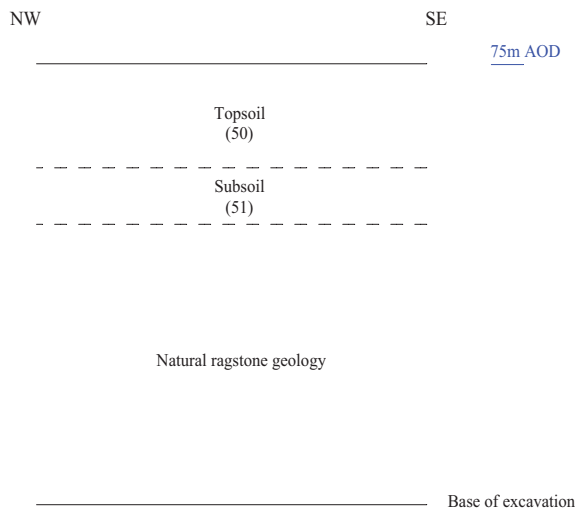 NW
SE
75m AOD
Topsoil
(50)
Subsoil
(51)
Natural ragstone geology
Base of excavation